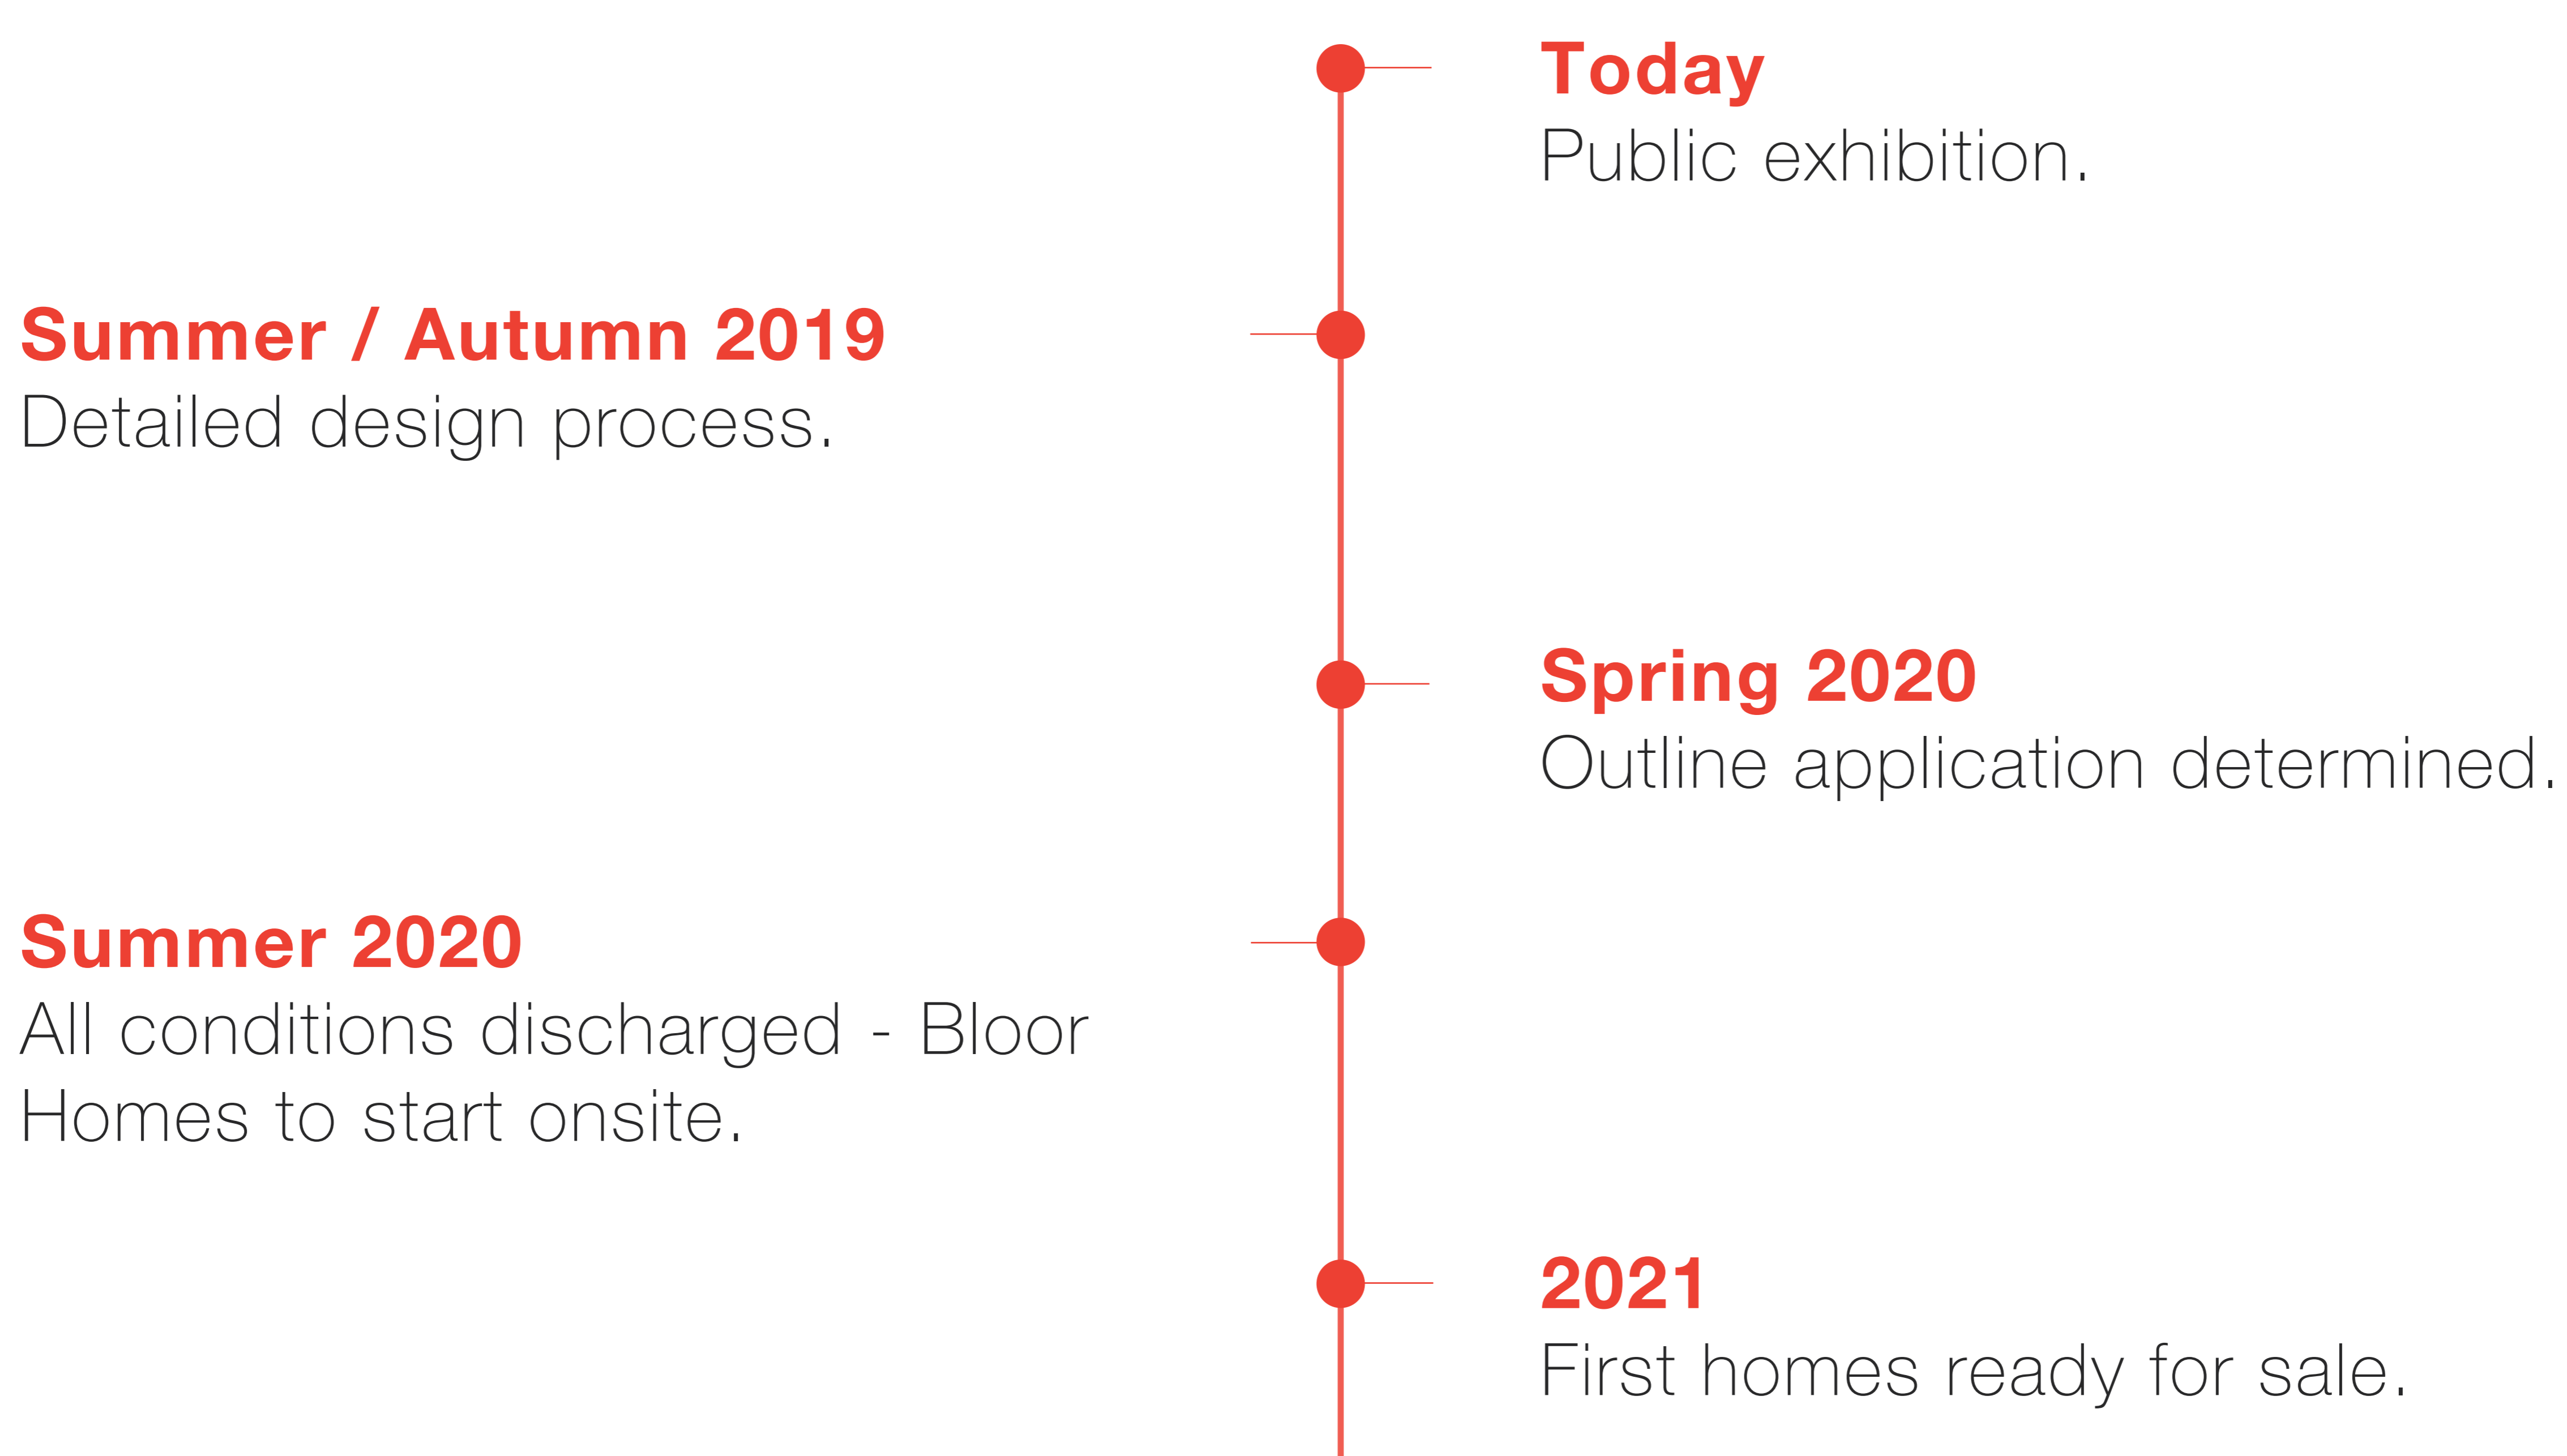 Today
Public exhibition.
Summer / Autumn 2019
Detailed design process.
Spring 2020
Outline application determined.
Summer 2020
All conditions discharged - Bloor
Homes to start onsite.
2021
First homes ready for sale.